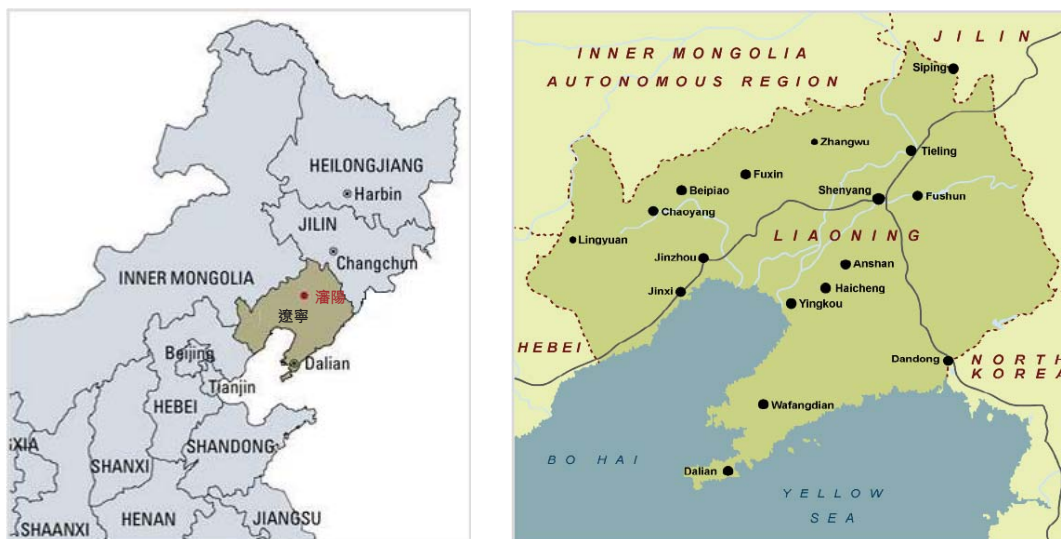 HEILONGJIANG
Harbin
JILIN
Changchun
INNER MONGOLIA
瀋陽
遼寧
Beijing
Dalian
Tianjin
HEBEI
SHANDONG
IXIA
SHANXI
SHAANXI
HENAN
JIANGSU
INNER MONGOLIA
AUTONOMOUS REGION
JILIN
Siping
Zhangwu
Tieling
Fuxin
Beipiao
Shenyang
Fushun
Chaoyang
LIAONING
Lingyuan
Jinzhou
Anshan
Haicheng
Jinxi
Yingkou
HEBEI
Dandong
NORTH
KOREA
Wafangdian
BO HAI
Dalian
YELLOW
SEA